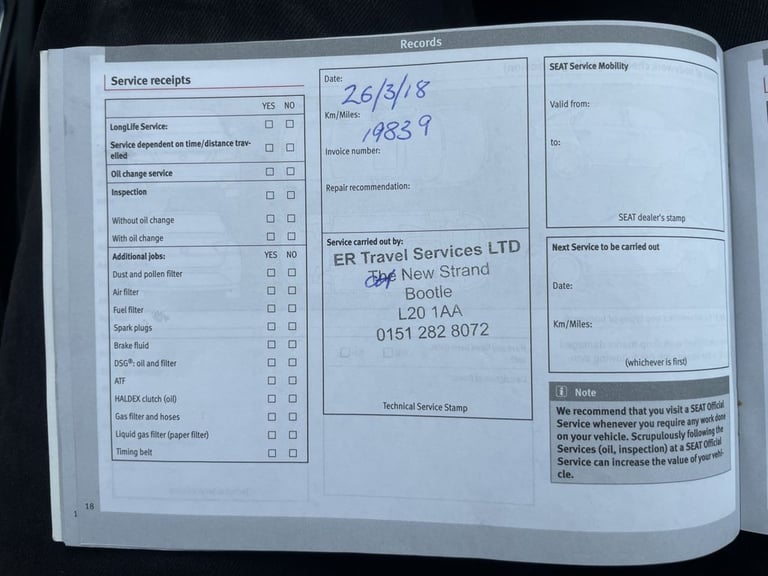 Records
Service receipts
YES NO
LongLife Service:
Service dependent on time/distance trav-
elled
Oil change service
Inspection
Without oil change
With oil change
Additional jobs: YES NO
Dust and pollen filter
Air filter
Fuel filter
Spark plugs
Brake fluid
DSG®: oil and filter
ATF
HALDEX clutch (oil)
Gas filter and hoses
Liquid gas filter (paper filter)
Timing belt
Date:
26/3/18
Km/Miles:
19839
Invoice number:
Repair recommendation:
Service carried out by:
ER Travel Services LTD
The New Strand
Bootle
L20 1AA
0151 282 8072
Technical Service Stamp
SEAT Service Mobility
Valid from:
to:
SEAT dealer's stamp
Next Service to be carried out
Date:
Km/Miles:
(whichever is first)
i Note
We recommend that you visit a SEAT Official
Service whenever you require any work done
on your vehicle. Scrupulously following the
Services (oil, inspection) at a SEAT Official
Service can increase the value of your vehi-
cle.
18
1